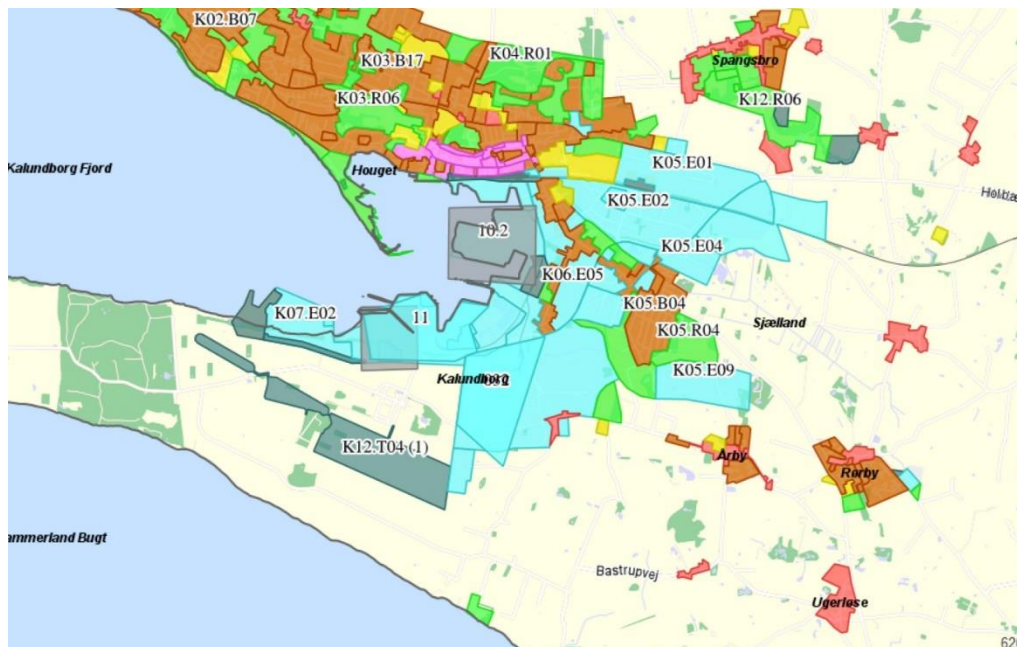 K02.B07
K03.B17
K04.R01
Spangsbro
K03.R06
K12.R06
Kalundborg Fjord
Houget
K05.E01
K05.E02
10.2
K05.E04
K06.E05
K07.E02
11
K05.B04
Sjælland
K05.R04
K05.E09
Kalundborg
K12.T04 (1)
Årby
Rørby
ammerland Bugt
Bastrupvej
Ugerløse